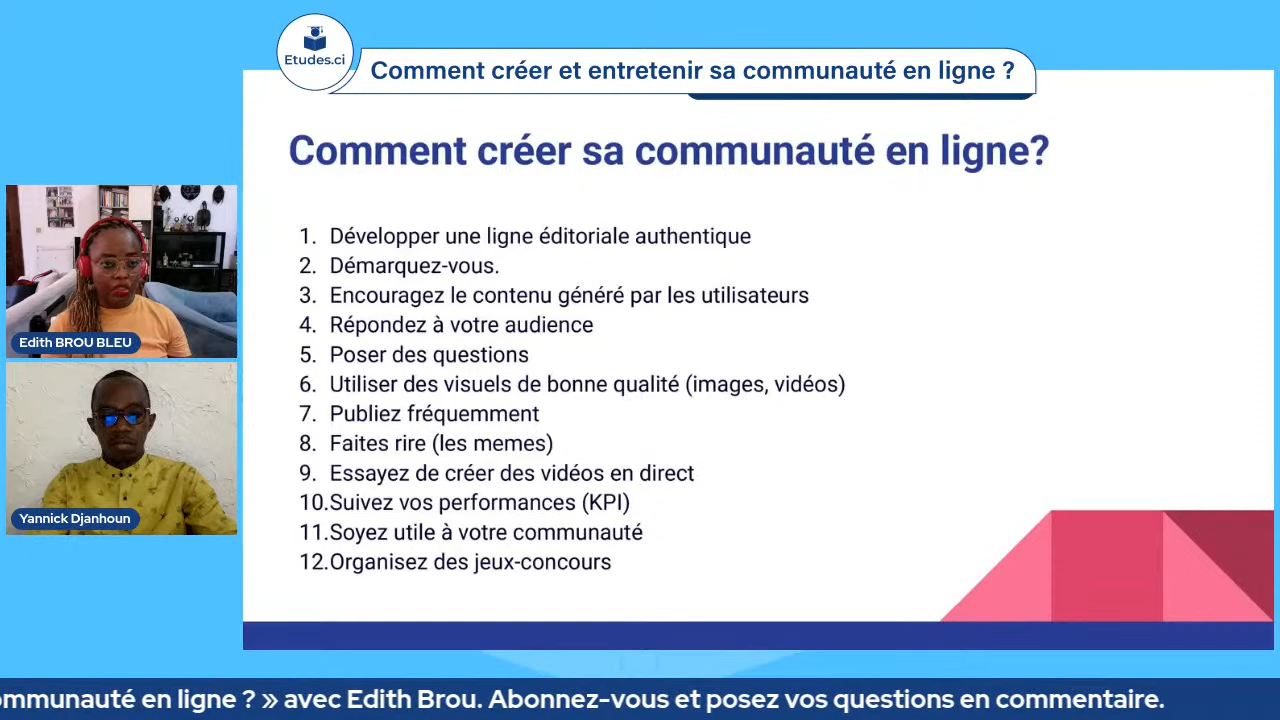 Etudes.ci
Comment créer et entretenir sa communauté en ligne ?
Comment créer sa communauté en ligne?
1. Développer une ligne éditoriale authentique
2. Démarquez-vous.
3. Encouragez le contenu généré par les utilisateurs
4. Répondez à votre audience
5. Poser des questions
6. Utiliser des visuels de bonne qualité (images, vidéos)
7. Publiez fréquemment
8. Faites rire (les memes)
9. Essayez de créer des vidéos en direct
10.Suivez vos performances (KPI)
11.Soyez utile à votre communauté
12.Organisez des jeux-concours
Edith BROU BLEU
Yannick Djanhoun
ommunauté en ligne ? » avec Edith Brou. Abonnez-vous et posez vos questions en commentaire.